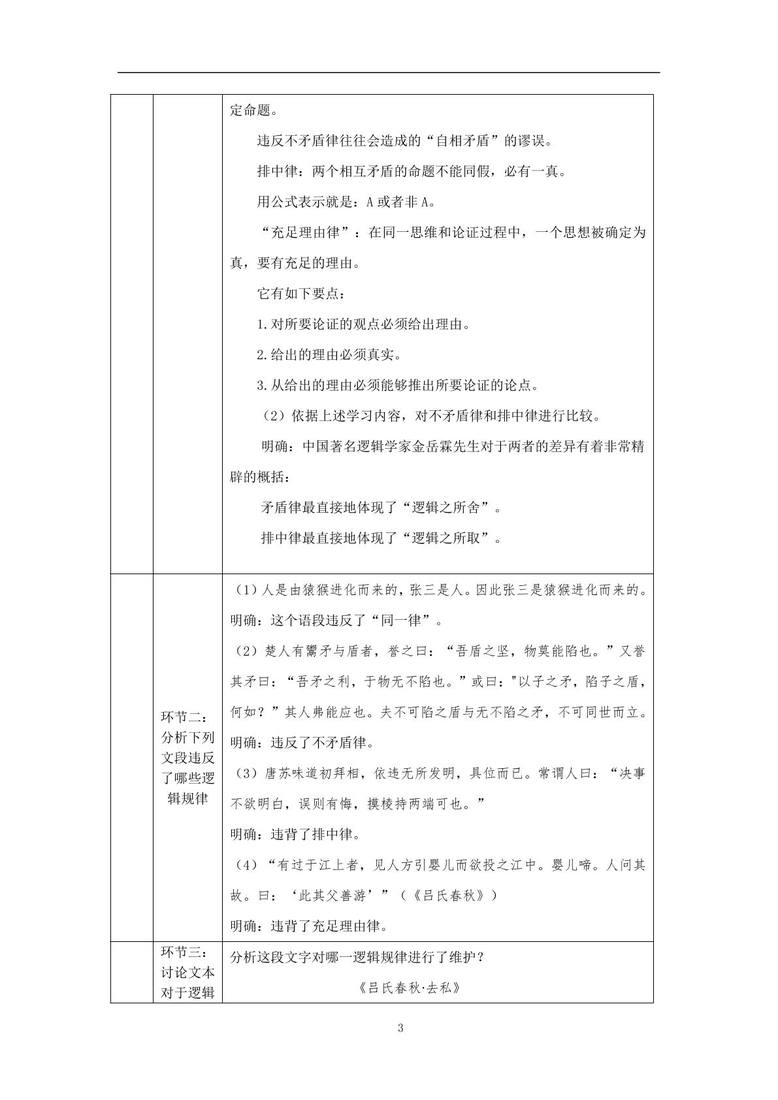 定命题。
违反不矛盾律往往会造成的“自相矛盾”的谬误。
排中律：两个相互矛盾的命题不能同假，必有一真。
用公式表示就是：A 或者非 A。
“充足理由律”：在同一思维和论证过程中，一个思想被确定为
真，要有充足的理由。
它有如下要点：
1.对所要论证的观点必须给出理由。
2.给出的理由必须真实。
3.从给出的理由必须能够推出所要论证的论点。
（2）依据上述学习内容，对不矛盾律和排中律进行比较。
明确：中国著名逻辑学家金岳霖先生对于两者的差异有着非常精
辟的概括：
矛盾律最直接地体现了“逻辑之所舍”。
排中律最直接地体现了“逻辑之所取”。
环节二：
分析下列
文段违反
了哪些逻
辑规律
（1）人是由猿猴进化而来的，张三是人。因此张三是猿猴进化而来的。
明确：这个语段违反了“同一律”。
（2）楚人有鬻矛与盾者，誉之曰：“吾盾之坚，物莫能陷也。”又誉
其矛曰：“吾矛之利，于物无不陷也。”或曰："以子之矛，陷子之盾，
何如？”其人弗能应也。夫不可陷之盾与无不陷之矛，不可同世而立。
明确：违反了不矛盾律。
（3）唐苏味道初拜相，依违无所发明，具位而已。常谓人曰：“决事
不欲明白，误则有悔，摸棱持两端可也。”
明确：违背了排中律。
（4）“有过于江上者，见人方引婴儿而欲投之江中。婴儿啼。人问其
故。曰：‘此其父善游’”（《吕氏春秋》）
明确：违背了充足理由律。
环节三：
讨论文本
对于逻辑
分析这段文字对哪一逻辑规律进行了维护？
《吕氏春秋·去私》
3